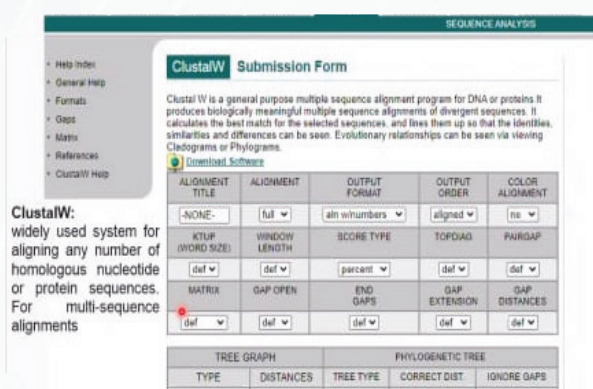 SEQUENCE ANALYSIS
Help Index
General Help
Formats
Gaps
Matrix
References
ClustalW Help
ClustalW:
widely used system for
aligning any number of
homologous nucleotide
or protein sequences.
For multi-sequence
alignments
ClustalW Submission Form
Clustal W is a general purpose multiple sequence alignment program for DNA or proteins.It
produces biologically meaningful multiple sequence alignments of divergent sequences. It
calculates the best match for the selected sequences, and lines them up so that the identities,
similarities and differences can be seen. Evolutionary relationships can be seen via viewing
Cladograms or Phylograms.
Download Software
ALIGNMENT TITLE ALIGNMENT OUTPUT FORMAT OUTPUT ORDER COLOR ALIGNMENT
-NONE- full aln w/numbers aligned no
KTUP (WORD SIZE) WINDOW LENGTH SCORE TYPE TOPDIAG PAIRGAP
def def percent def def
MATRIX GAP OPEN END GAPS GAP EXTENSION GAP DISTANCES
def def def def def
TREE GRAPH PHYLOGENETIC TREE
TYPE DISTANCES TREE TYPE CORRECT DIST. IGNORE GAPS